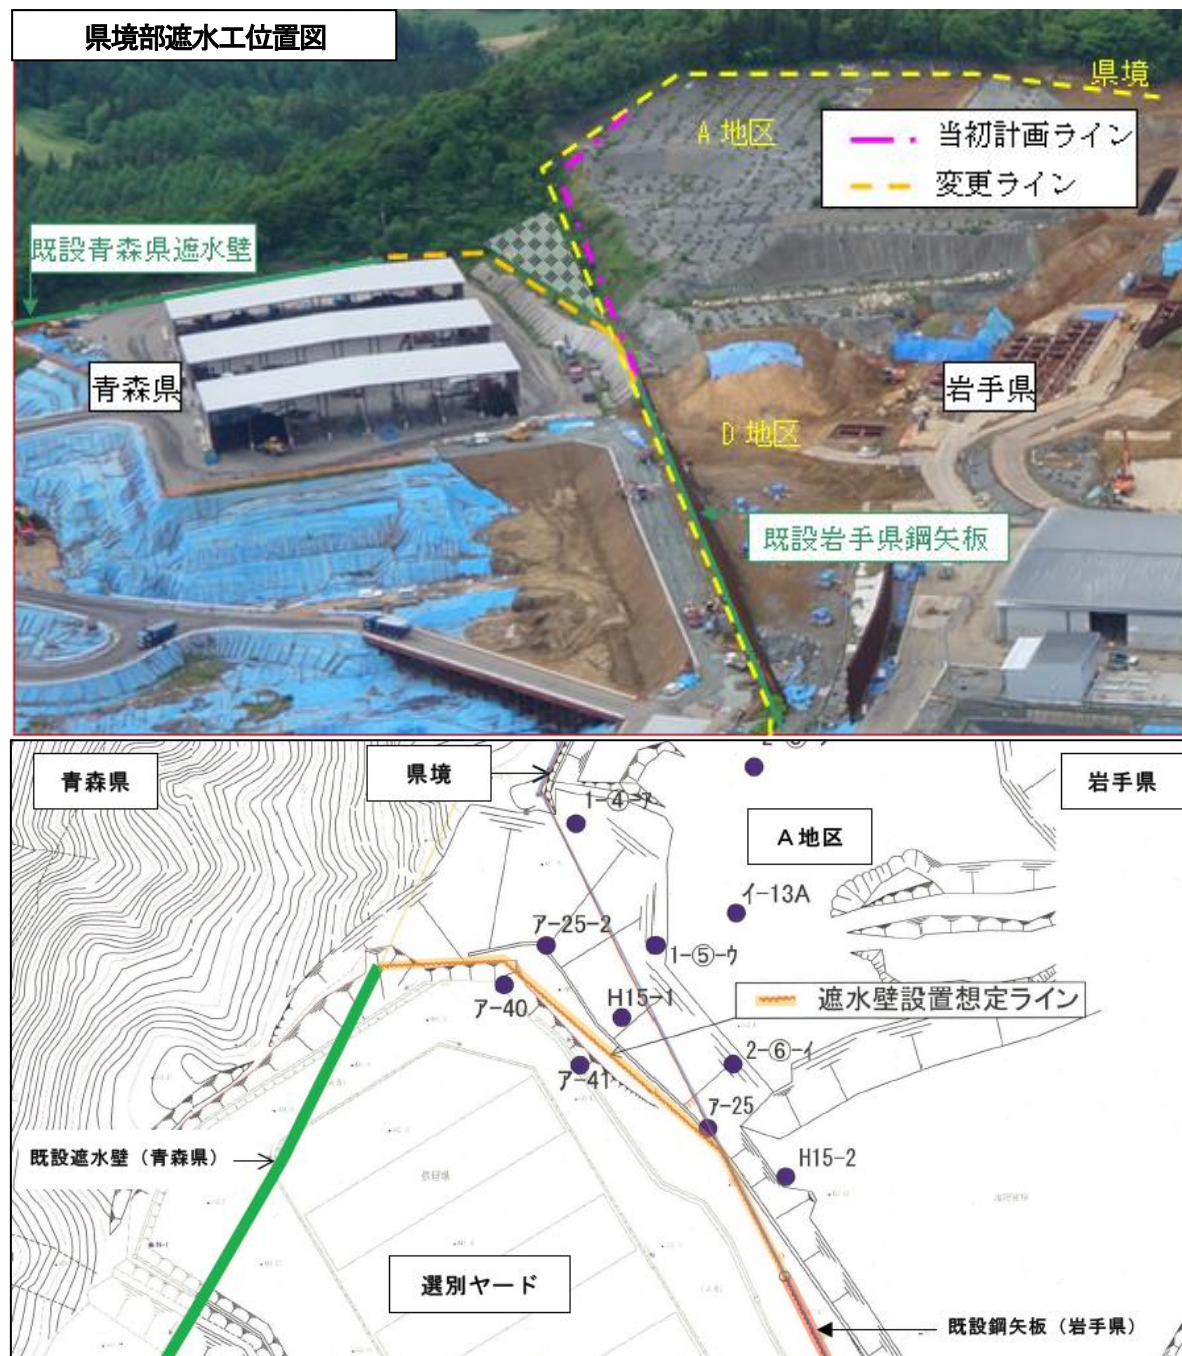 県境部遮水工位置図
県境
A 地区
当初計画ライン
変更ライン
既設青森県遮水壁
青森県
岩手県
D 地区
既設岩手県鋼矢板
青森県
県境
岩手県
1-④-ア
A地区
イ-13A
ア-25-2
1-⑤-ウ
ア-40
H15-1
遮水壁設置想定ライン
2-⑥-イ
ア-41
ア-25
既設遮水壁（青森県）
H15-2
選別ヤード
既設鋼矢板（岩手県）